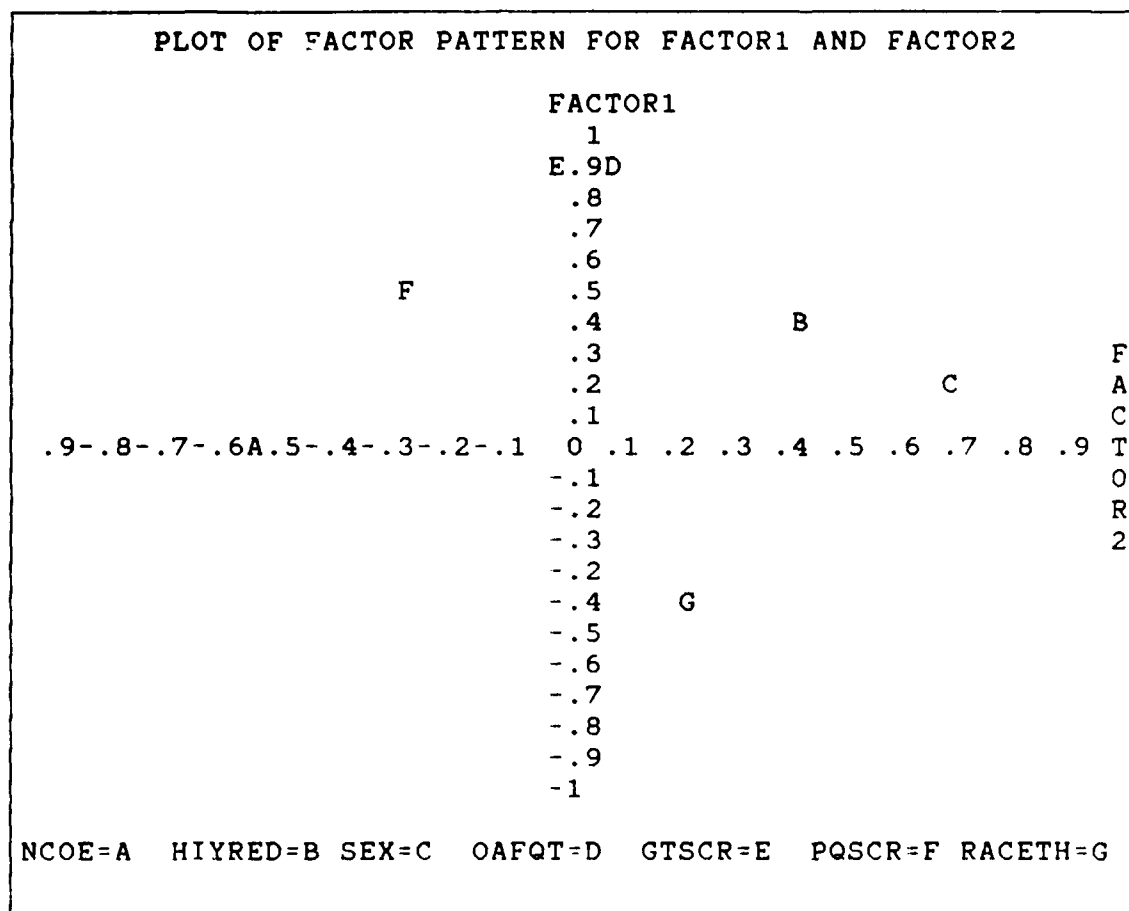 PLOT OF FACTOR PATTERN FOR FACTOR1 AND FACTOR2
FACTOR1
1
E.9D
.8
.7
.6
F .5
.4 B
.3 F
.2 C A
.1 C
.9-.8-.7-.6A.5-.4-.3-.2-.1 0 .1 .2 .3 .4 .5 .6 .7 .8 .9 T
-.1 O
-.2 R
-.3 2
-.2
-.4 G
-.5
-.6
-.7
-.8
-.9
-1
NCOE=A HIYRED=B SEX=C OAFQT=D GTSCR=E PQSCR=F RACETH=G